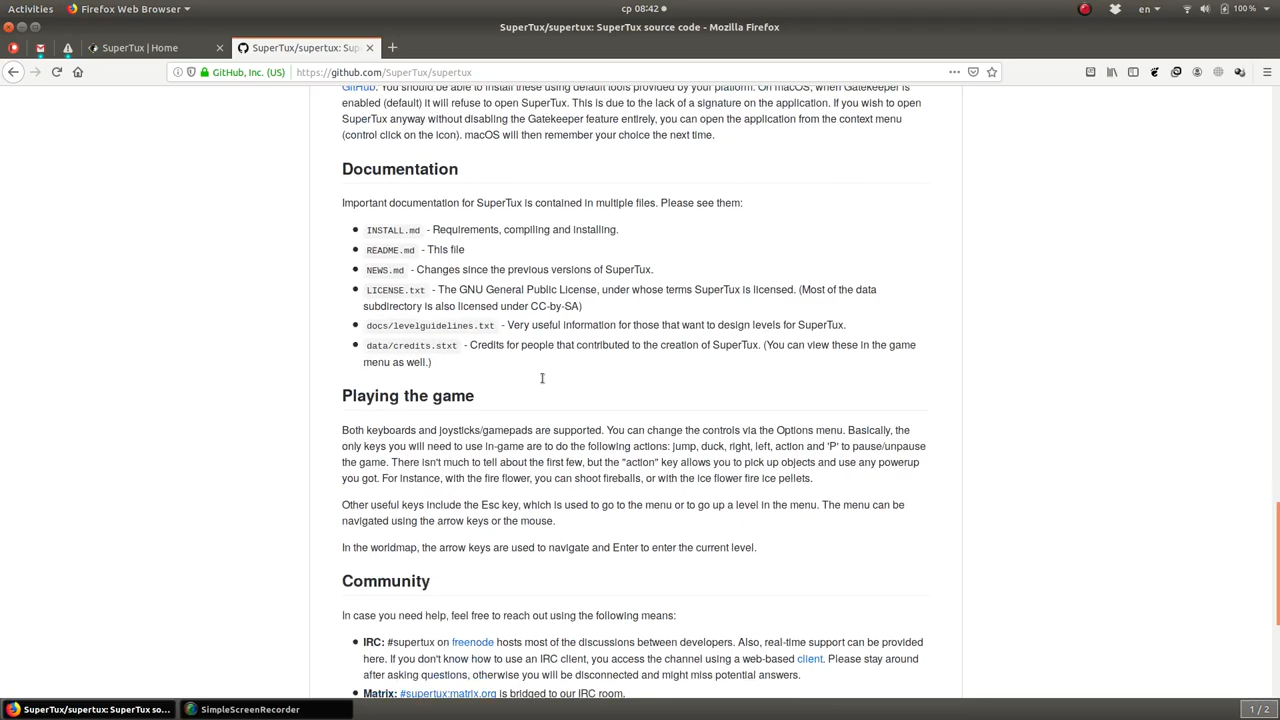 Activities Firefox Web Browser ср 08:42 en 100 %
SuperTux/supertux: SuperTux source code - Mozilla Firefox
SuperTux | Home SuperTux/supertux: Sup
GitHub, Inc. (US) https://github.com/SuperTux/supertux
GitHub. You should be able to install these using default tools provided by your platform. On macOS, when Gatekeeper is
enabled (default) it will refuse to open SuperTux. This is due to the lack of a signature on the application. If you wish to open
SuperTux anyway without disabling the Gatekeeper feature entirely, you can open the application from the context menu
(control click on the icon). macOS will then remember your choice the next time.
Documentation
Important documentation for SuperTux is contained in multiple files. Please see them:
INSTALL.md - Requirements, compiling and installing.
README.md - This file
NEWS.md - Changes since the previous versions of SuperTux.
LICENSE.txt - The GNU General Public License, under whose terms SuperTux is licensed. (Most of the data
subdirectory is also licensed under CC-by-SA)
docs/levelguidelines.txt - Very useful information for those that want to design levels for SuperTux.
data/credits.stxt - Credits for people that contributed to the creation of SuperTux. (You can view these in the game
menu as well.)
Playing the game
Both keyboards and joysticks/gamepads are supported. You can change the controls via the Options menu. Basically, the
only keys you will need to use in-game are to do the following actions: jump, duck, right, left, action and 'P' to pause/unpause
the game. There isn't much to tell about the first few, but the "action" key allows you to pick up objects and use any powerup
you got. For instance, with the fire flower, you can shoot fireballs, or with the ice flower fire ice pellets.
Other useful keys include the Esc key, which is used to go to the menu or to go up a level in the menu. The menu can be
navigated using the arrow keys or the mouse.
In the worldmap, the arrow keys are used to navigate and Enter to enter the current level.
Community
In case you need help, feel free to reach out using the following means:
IRC: #supertux on freenode hosts most of the discussions between developers. Also, real-time support can be provided
here. If you don't know how to use an IRC client, you access the channel using a web-based client. Please stay around
after asking questions, otherwise you will be disconnected and might miss potential answers.
Matrix: #supertux:matrix.org is bridged to our IRC room.
SuperTux/supertux: SuperTux so... SimpleScreenRecorder 1 / 2